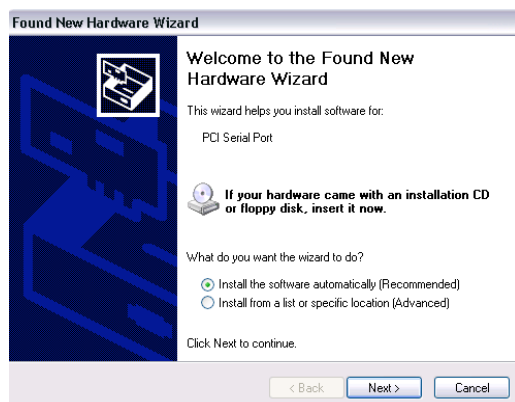 Found New Hardware Wizard
Welcome to the Found New
Hardware Wizard
This wizard helps you install software for:
PCI Serial Port
If your hardware came with an installation CD
or floppy disk, insert it now.
What do you want the wizard to do?
Install the software automatically (Recommended)
Install from a list or specific location (Advanced)
Click Next to continue.
< Back
Next >
Cancel